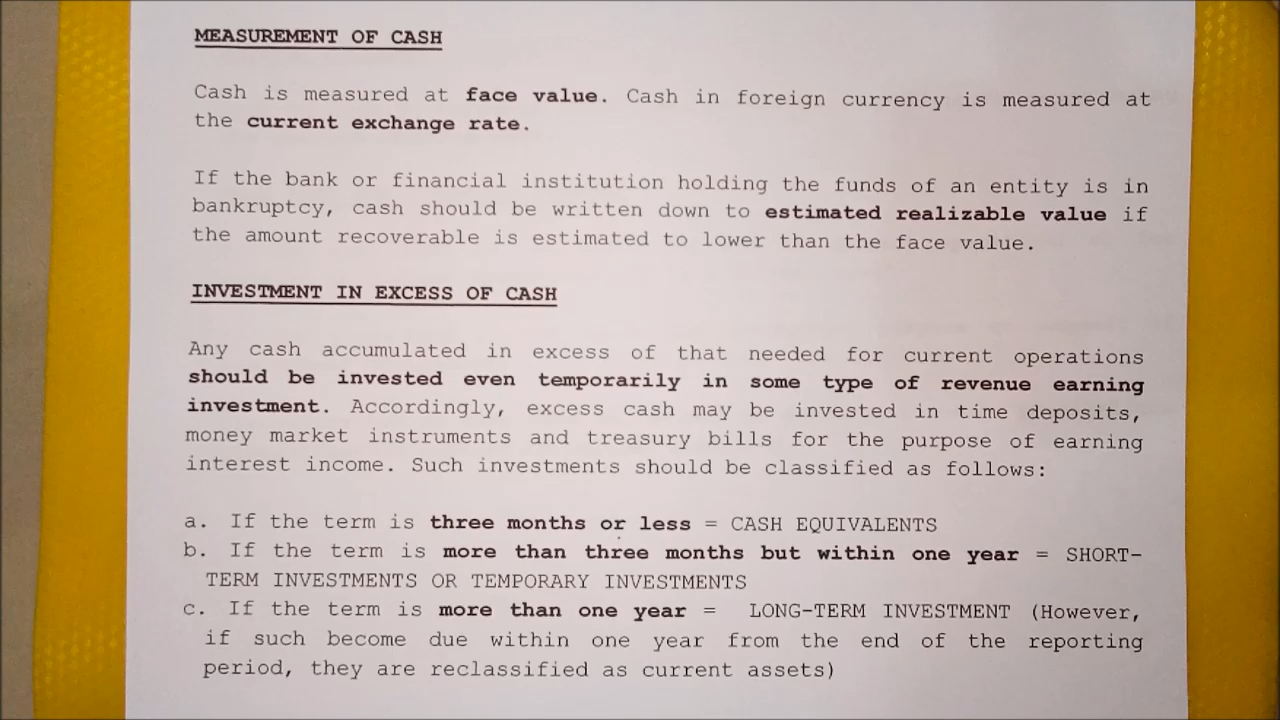 MEASUREMENT OF CASH
Cash is measured at face value. Cash in foreign currency is measured at
the current exchange rate.
If the bank or financial institution holding the funds of an entity is in
bankruptcy, cash should be written down to estimated realizable value if
the amount recoverable is estimated to lower than the face value.
INVESTMENT IN EXCESS OF CASH
Any cash accumulated in excess of that needed for current operations
should be invested even temporarily in some type of revenue earning
investment. Accordingly, excess cash may be invested in time deposits,
money market instruments and treasury bills for the purpose of earning
interest income. Such investments should be classified as follows:
a. If the term is three months or less = CASH EQUIVALENTS
b. If the term is more than three months but within one year = SHORT-
TERM INVESTMENTS OR TEMPORARY INVESTMENTS
c. If the term is more than one year = LONG-TERM INVESTMENT (However,
if such become due within one year from the end of the reporting
period, they are reclassified as current assets)